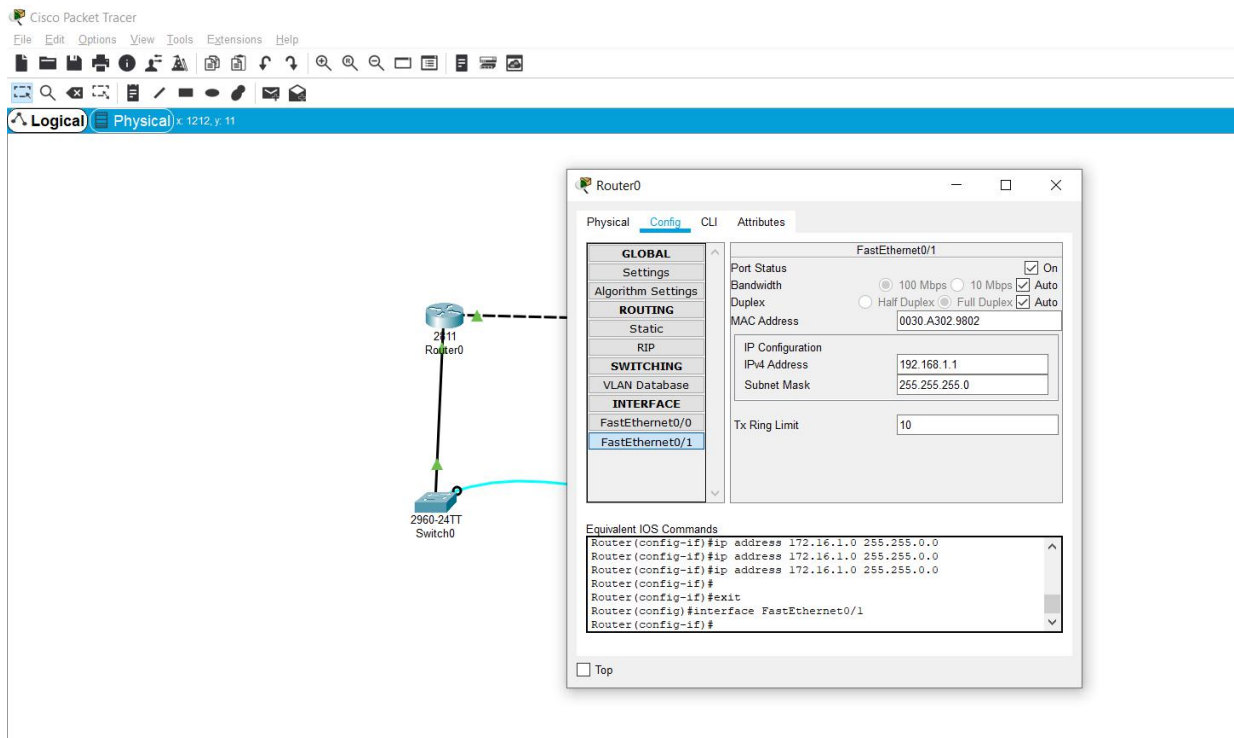 Cisco Packet Tracer
File Edit Options View Tools Extensions Help
Logical Physical x: 1212, y: 11
2811
Router0
2960-24TT
Switch0
Router0
Physical Config CLI Attributes
GLOBAL
Settings
Algorithm Settings
ROUTING
Static
RIP
SWITCHING
VLAN Database
INTERFACE
FastEthernet0/0
FastEthernet0/1
FastEthernet0/1
Port Status On
Bandwidth 100 Mbps 10 Mbps Auto
Duplex Half Duplex Full Duplex Auto
MAC Address 0030.A302.9802
IP Configuration
IPv4 Address 192.168.1.1
Subnet Mask 255.255.255.0
Tx Ring Limit 10
Equivalent IOS Commands
Router(config-if)#ip address 172.16.1.0 255.255.0.0
Router(config-if)#ip address 172.16.1.0 255.255.0.0
Router(config-if)#ip address 172.16.1.0 255.255.0.0
Router(config-if)#
Router(config-if)#exit
Router(config)#interface FastEthernet0/1
Router(config-if)#
Top